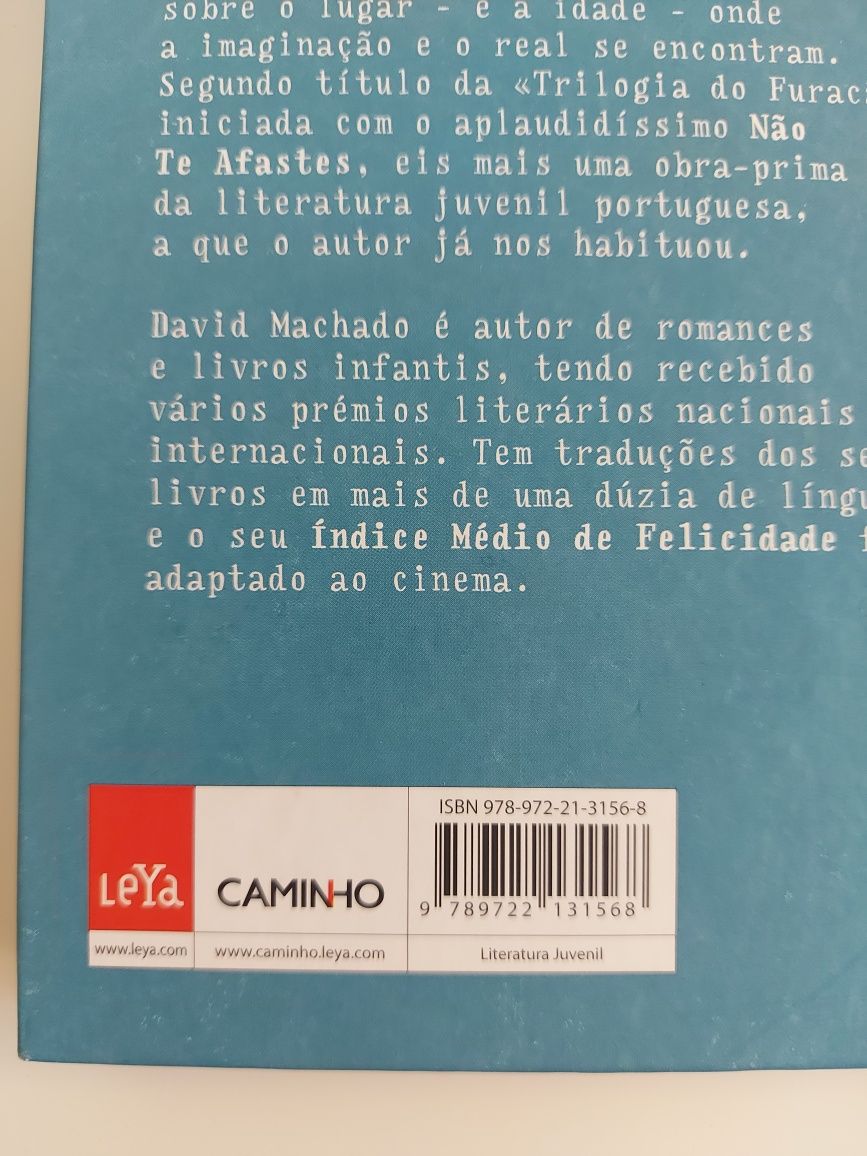 sobre o lugar - e a idade - onde
a imaginação e o real se encontram.
Segundo título da «Trilogia do Furac
iniciada com o aplaudidíssimo Não
Te Afastes, eis mais uma obra-prima
da literatura juvenil portuguesa,
a que o autor já nos habituou.
David Machado é autor de romances
e livros infantis, tendo recebido
vários prémios literários nacionais
internacionais. Tem traduções dos se
livros em mais de uma dúzia de líng
e o seu Índice Médio de Felicidade
adaptado ao cinema.
LeYa
www.leya.com
CAMINHO
www.caminho.leya.com
ISBN 978-972-21-3156-8
9 789722 131568
Literatura Juvenil